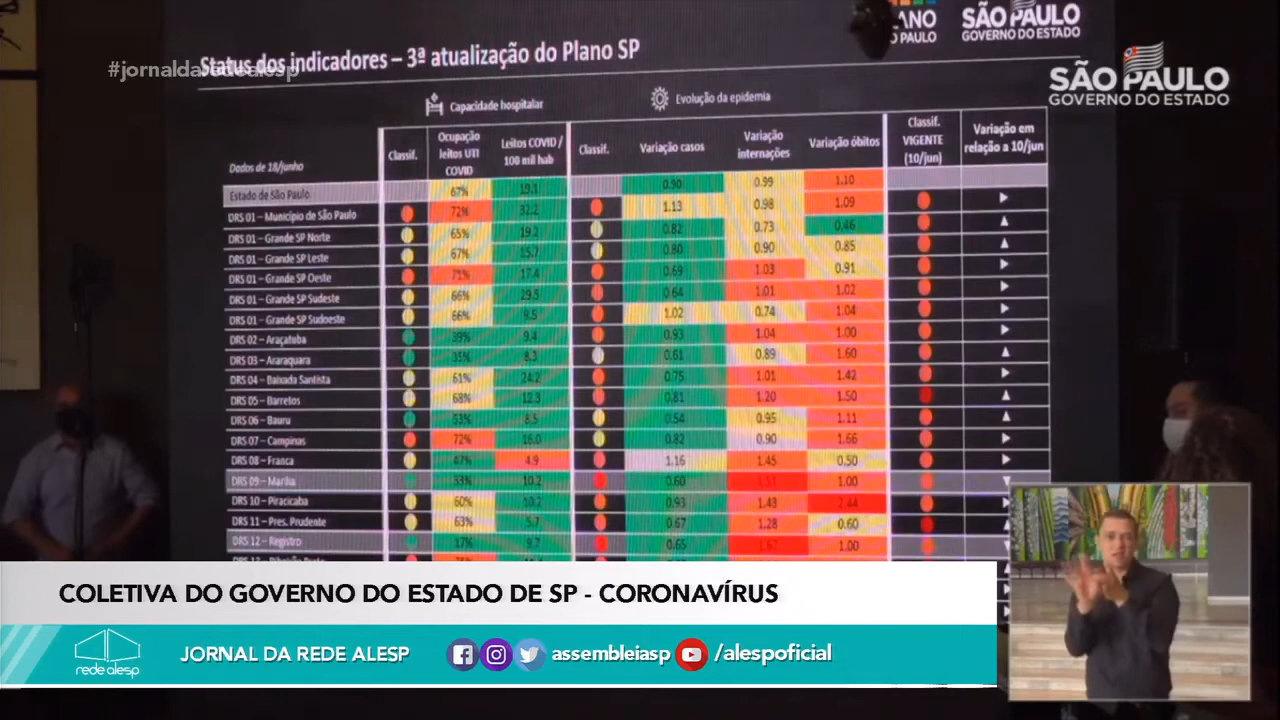 ANO
O PAULO
SÃO PAULO
GOVERNO DO ESTADO
#jornaldaredealesp
Status dos indicadores – 3ª atualização do Plano SP
SÃO PAULO
GOVERNO DO ESTADO
Capacidade hospitalar
Evolução da epidemia
Dados de 18/junho
Classif.
Ocupação leitos UTI COVID
Leitos COVID / 100 mil hab
Classif.
Variação casos
Variação internações
Variação óbitos
Classif. VIGENTE (10/jun)
Variação em relação a 10/jun
Estado de São Paulo 67% 19.1 0.90 0.99 1.10
DRS 01 – Município de São Paulo 72% 32.2 1.13 0.98 1.09
DRS 01 – Grande SP Norte 65% 19.2 0.82 0.73 0.46
DRS 01 – Grande SP Leste 67% 15.7 0.80 0.90 0.85
DRS 01 – Grande SP Oeste 71% 17.4 0.69 1.03 0.91
DRS 01 – Grande SP Sudeste 66% 29.5 0.64 1.01 1.02
DRS 01 – Grande SP Sudoeste 66% 9.5 1.02 0.74 1.04
DRS 02 – Araçatuba 39% 9.4 0.93 1.04 1.00
DRS 03 – Araraquara 35% 8.3 0.61 0.89 1.60
DRS 04 – Baixada Santista 61% 24.2 0.75 1.01 1.42
DRS 05 – Barretos 68% 12.3 0.81 1.20 1.50
DRS 06 – Bauru 53% 8.5 0.54 0.95 1.11
DRS 07 – Campinas 72% 16.0 0.82 0.90 1.66
DRS 08 – Franca 47% 4.9 1.16 1.45 0.50
DRS 09 – Marília 33% 10.2 0.60 1.51 1.00
DRS 10 – Piracicaba 60% 10.2 0.93 1.43 2.44
DRS 11 – Pres. Prudente 63% 5.7 0.67 1.28 0.60
DRS 12 – Registro 17% 9.7 0.65 1.67 1.00
COLETIVA DO GOVERNO DO ESTADO DE SP - CORONAVÍRUS
rede alesp
JORNAL DA REDE ALESP
assembleiasp
/alespoficial